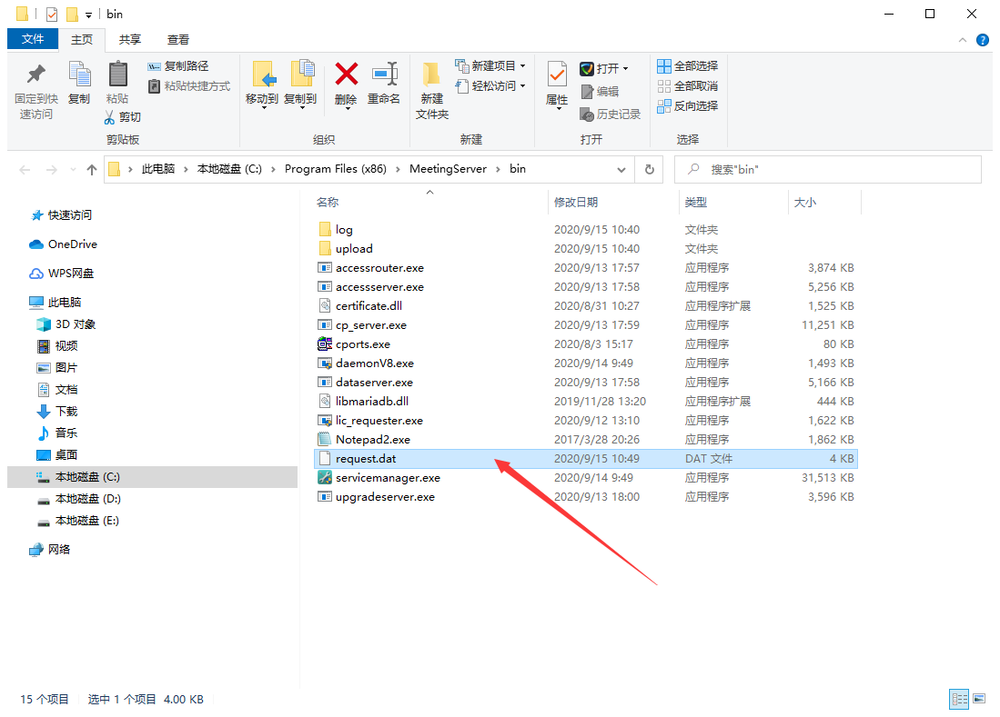 bin
文件 主页 共享 查看
固定到快速访问 复制 粘贴 复制路径 粘贴快捷方式 剪切
移动到 复制到 删除 重命名
新建文件夹 新建项目 轻松访问
属性 打开 编辑 历史记录
全部选择 全部取消 反向选择
剪贴板 组织 新建 打开 选择
此电脑 本地磁盘 (C:) Program Files (x86) MeetingServer bin
搜索"bin"
快速访问
OneDrive
WPS网盘
此电脑
3D 对象
视频
图片
文档
下载
音乐
桌面
本地磁盘 (C:)
本地磁盘 (D:)
本地磁盘 (E:)
网络
名称 修改日期 类型 大小
log 2020/9/15 10:40 文件夹
upload 2020/9/15 10:40 文件夹
accessrouter.exe 2020/9/13 17:57 应用程序 3,874 KB
accessserver.exe 2020/9/13 17:58 应用程序 5,256 KB
certificate.dll 2020/8/31 10:27 应用程序扩展 1,525 KB
cp_server.exe 2020/9/13 17:59 应用程序 11,251 KB
cports.exe 2020/8/3 15:17 应用程序 80 KB
daemonV8.exe 2020/9/14 9:49 应用程序 1,493 KB
dataserver.exe 2020/9/13 17:58 应用程序 5,166 KB
libmariadb.dll 2019/11/28 13:20 应用程序扩展 444 KB
lic_requester.exe 2020/9/12 13:10 应用程序 1,622 KB
Notepad2.exe 2017/3/28 20:26 应用程序 1,862 KB
request.dat 2020/9/15 10:49 DAT 文件 4 KB
servicemanager.exe 2020/9/14 9:49 应用程序 31,513 KB
upgradeserver.exe 2020/9/13 18:00 应用程序 3,596 KB
15 个项目 选中 1 个项目 4.00 KB